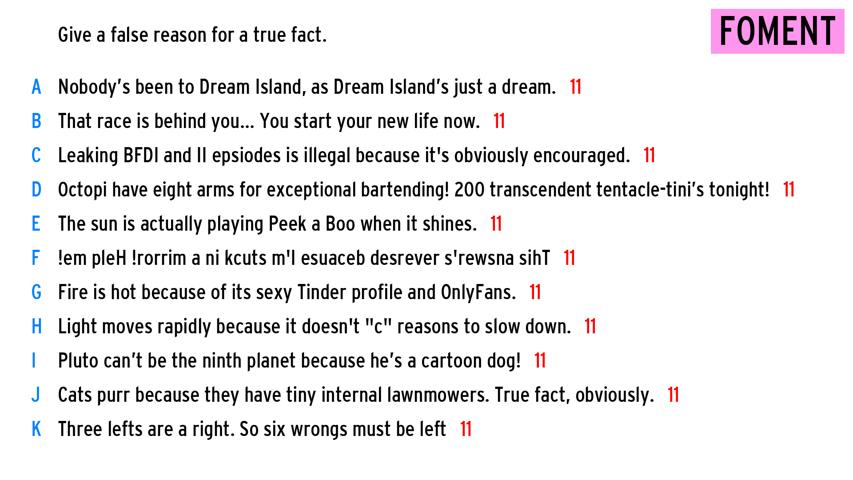 Give a false reason for a true fact.
FOMENT
A Nobody's been to Dream Island, as Dream Island's just a dream. 11
B That race is behind you... You start your new life now. 11
C Leaking BFDI and II epsiodes is illegal because it's obviously encouraged. 11
D Octopi have eight arms for exceptional bartending! 200 transcendent tentacle-tini's tonight! 11
E The sun is actually playing Peek a Boo when it shines. 11
F !em pleH !rorrim a ni kcuts m'I esuaceb desrever s'rewsna sihT 11
G Fire is hot because of its sexy Tinder profile and OnlyFans. 11
H Light moves rapidly because it doesn't "c" reasons to slow down. 11
I Pluto can't be the ninth planet because he's a cartoon dog! 11
J Cats purr because they have tiny internal lawnmowers. True fact, obviously. 11
K Three lefts are a right. So six wrongs must be left 11